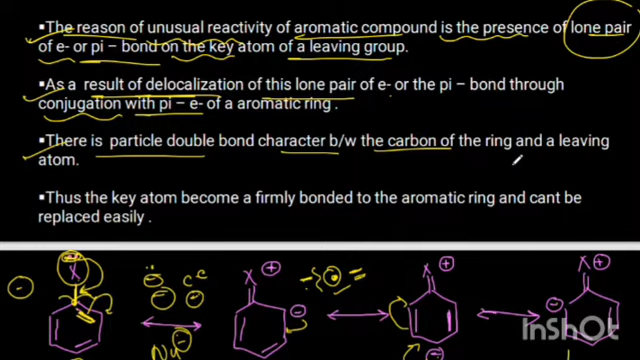 ▪The reason of unusual reactivity of aromatic compound is the presence of lone pair
of e- or pi – bond on the key atom of a leaving group.
▪As a result of delocalization of this lone pair of e- or the pi – bond through
conjugation with pi – e- of a aromatic ring .
▪There is particle double bond character b/w the carbon of the ring and a leaving
atom.
▪Thus the key atom become a firmly bonded to the aromatic ring and cant be
replaced easily .
X X X X
Nu
InShOt